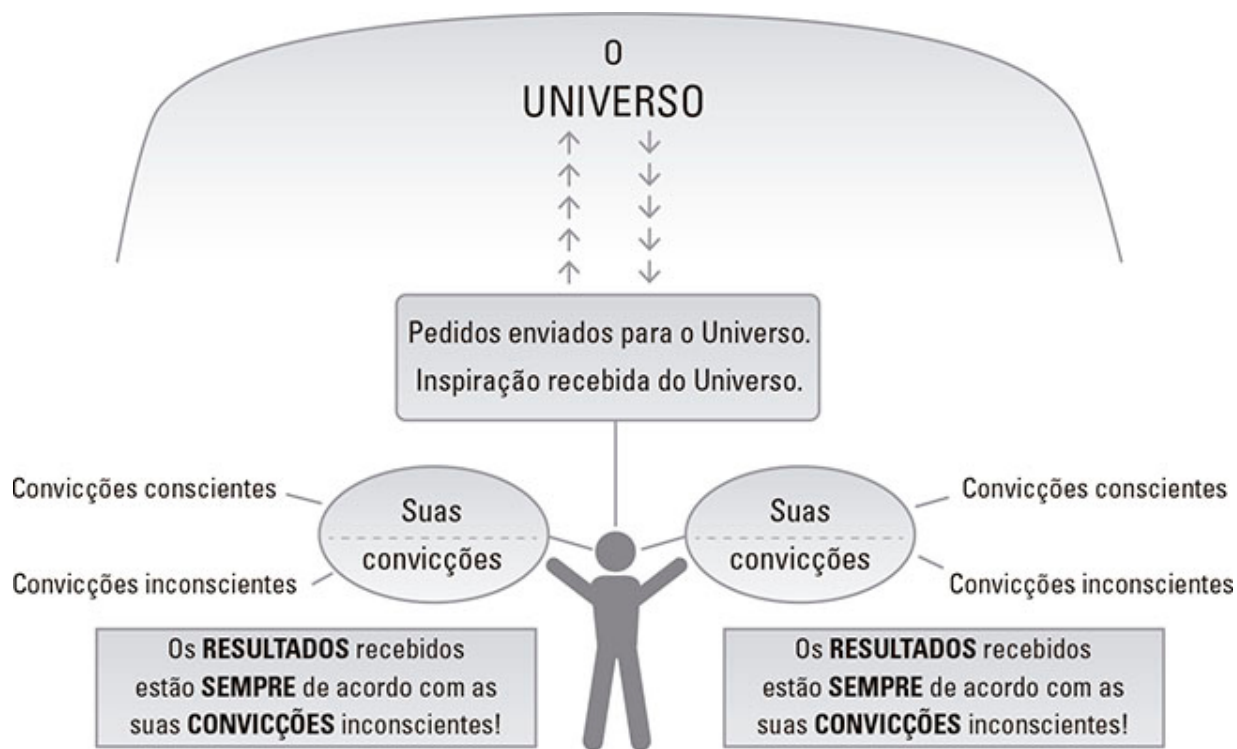 O
UNIVERSO
Pedidos enviados para o Universo.
Inspiração recebida do Universo.
Convicções conscientes
Suas
convicções
Convicções inconscientes
Suas
convicções
Convicções conscientes
Convicções inconscientes
Os RESULTADOS recebidos
estão SEMPRE de acordo com as
suas CONVICÇÕES inconscientes!
Os RESULTADOS recebidos
estão SEMPRE de acordo com as
suas CONVICÇÕES inconscientes!